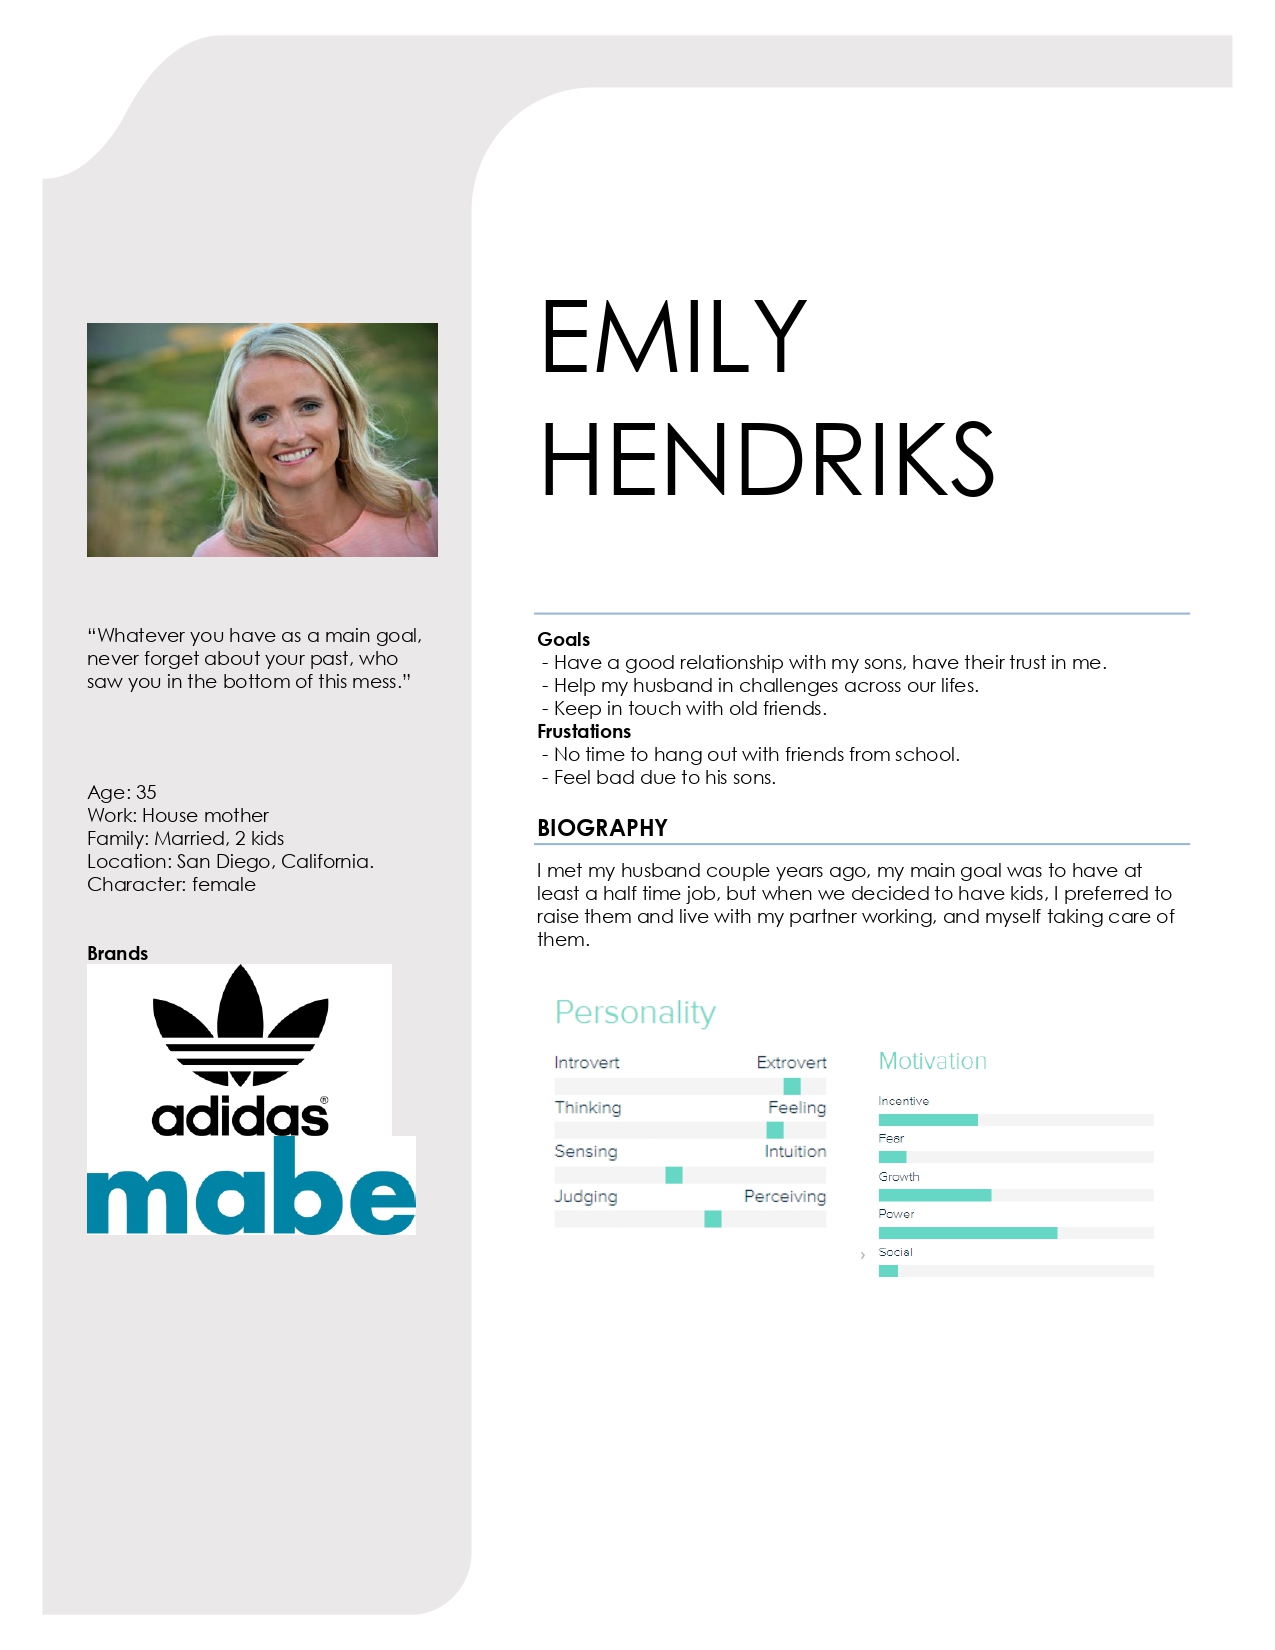 EMILY
HENDRIKS
“Whatever you have as a main goal,
never forget about your past, who
saw you in the bottom of this mess.”
Age: 35
Work: House mother
Family: Married, 2 kids
Location: San Diego, California.
Character: female
Brands
adidas®
mabe
Goals
- Have a good relationship with my sons, have their trust in me.
- Help my husband in challenges across our lifes.
- Keep in touch with old friends.
Frustations
- No time to hang out with friends from school.
- Feel bad due to his sons.
BIOGRAPHY
I met my husband couple years ago, my main goal was to have at
least a half time job, but when we decided to have kids, I preferred to
raise them and live with my partner working, and myself taking care of
them.
Personality
Introvert Extrovert
Thinking Feeling
Sensing Intuition
Judging Perceiving
Motivation
Incentive
Fear
Growth
Power
› Social